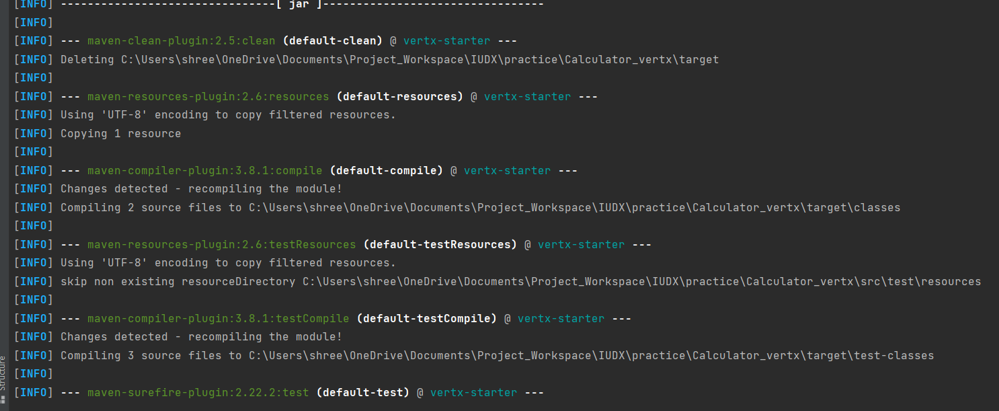 [INFO] --------------------------------[ jar ]---------------------------------
[INFO]
[INFO] --- maven-clean-plugin:2.5:clean (default-clean) @ vertx-starter ---
[INFO] Deleting C:\Users\shree\OneDrive\Documents\Project_Workspace\IUDX\practice\Calculator_vertx\target
[INFO]
[INFO] --- maven-resources-plugin:2.6:resources (default-resources) @ vertx-starter ---
[INFO] Using 'UTF-8' encoding to copy filtered resources.
[INFO] Copying 1 resource
[INFO]
[INFO] --- maven-compiler-plugin:3.8.1:compile (default-compile) @ vertx-starter ---
[INFO] Changes detected - recompiling the module!
[INFO] Compiling 2 source files to C:\Users\shree\OneDrive\Documents\Project_Workspace\IUDX\practice\Calculator_vertx\target\classes
[INFO]
[INFO] --- maven-resources-plugin:2.6:testResources (default-testResources) @ vertx-starter ---
[INFO] Using 'UTF-8' encoding to copy filtered resources.
[INFO] skip non existing resourceDirectory C:\Users\shree\OneDrive\Documents\Project_Workspace\IUDX\practice\Calculator_vertx\src\test\resources
[INFO]
[INFO] --- maven-compiler-plugin:3.8.1:testCompile (default-testCompile) @ vertx-starter ---
[INFO] Changes detected - recompiling the module!
[INFO] Compiling 3 source files to C:\Users\shree\OneDrive\Documents\Project_Workspace\IUDX\practice\Calculator_vertx\target\test-classes
[INFO]
[INFO] --- maven-surefire-plugin:2.22.2:test (default-test) @ vertx-starter ---
Structure